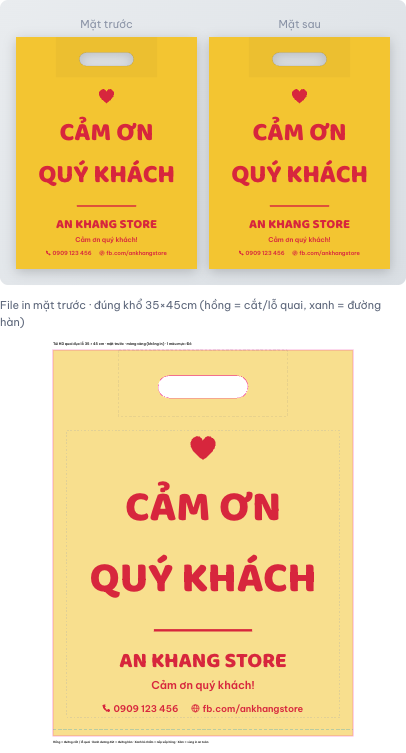 Mặt trước
Mặt sau
CẢM ƠN
QUÝ KHÁCH
AN KHANG STORE
Cảm ơn quý khách!
0909 123 456 fb.com/ankhangstore
CẢM ƠN
QUÝ KHÁCH
AN KHANG STORE
Cảm ơn quý khách!
0909 123 456 fb.com/ankhangstore
File in mặt trước · đúng khổ 35×45cm (hồng = cắt/lỗ quai, xanh = đường
hàn)
CẢM ƠN
QUÝ KHÁCH
AN KHANG STORE
Cảm ơn quý khách!
0909 123 456 fb.com/ankhangstore